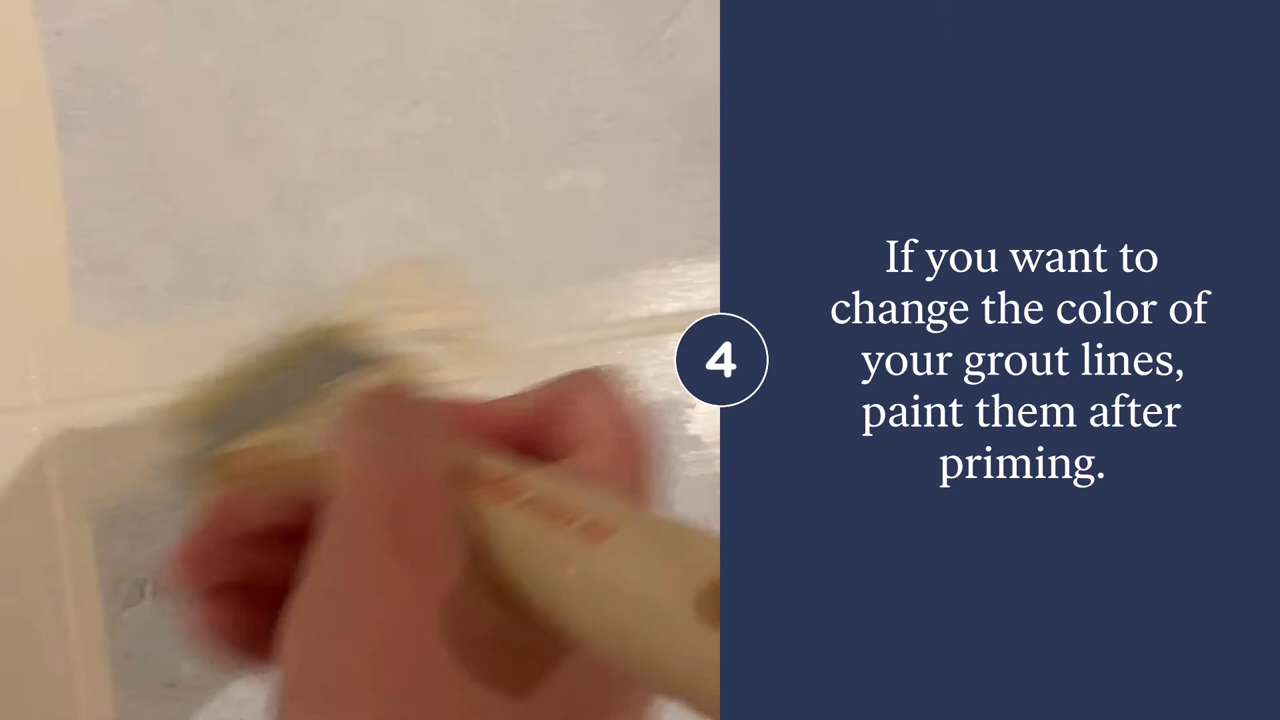 4
If you want to
change the color of
your grout lines,
paint them after
priming.